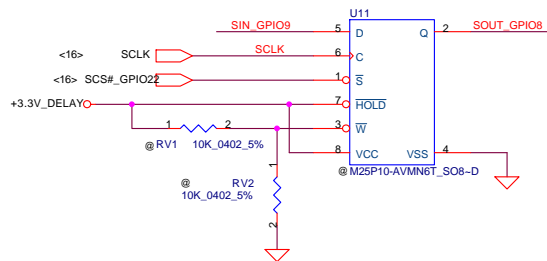 U11
SIN_GPIO9 5 D Q 2 SOUT_GPIO8
<16> SCLK SCLK 6 C
<16> SCS#_GPIO22 1 S
+3.3V_DELAY 7 HOLD
1 2 3 W
@ RV1 10K_0402_5% 8 VCC VSS 4
@ M25P10-AVMN6T_SO8~D
1
@ RV2
10K_0402_5%
2